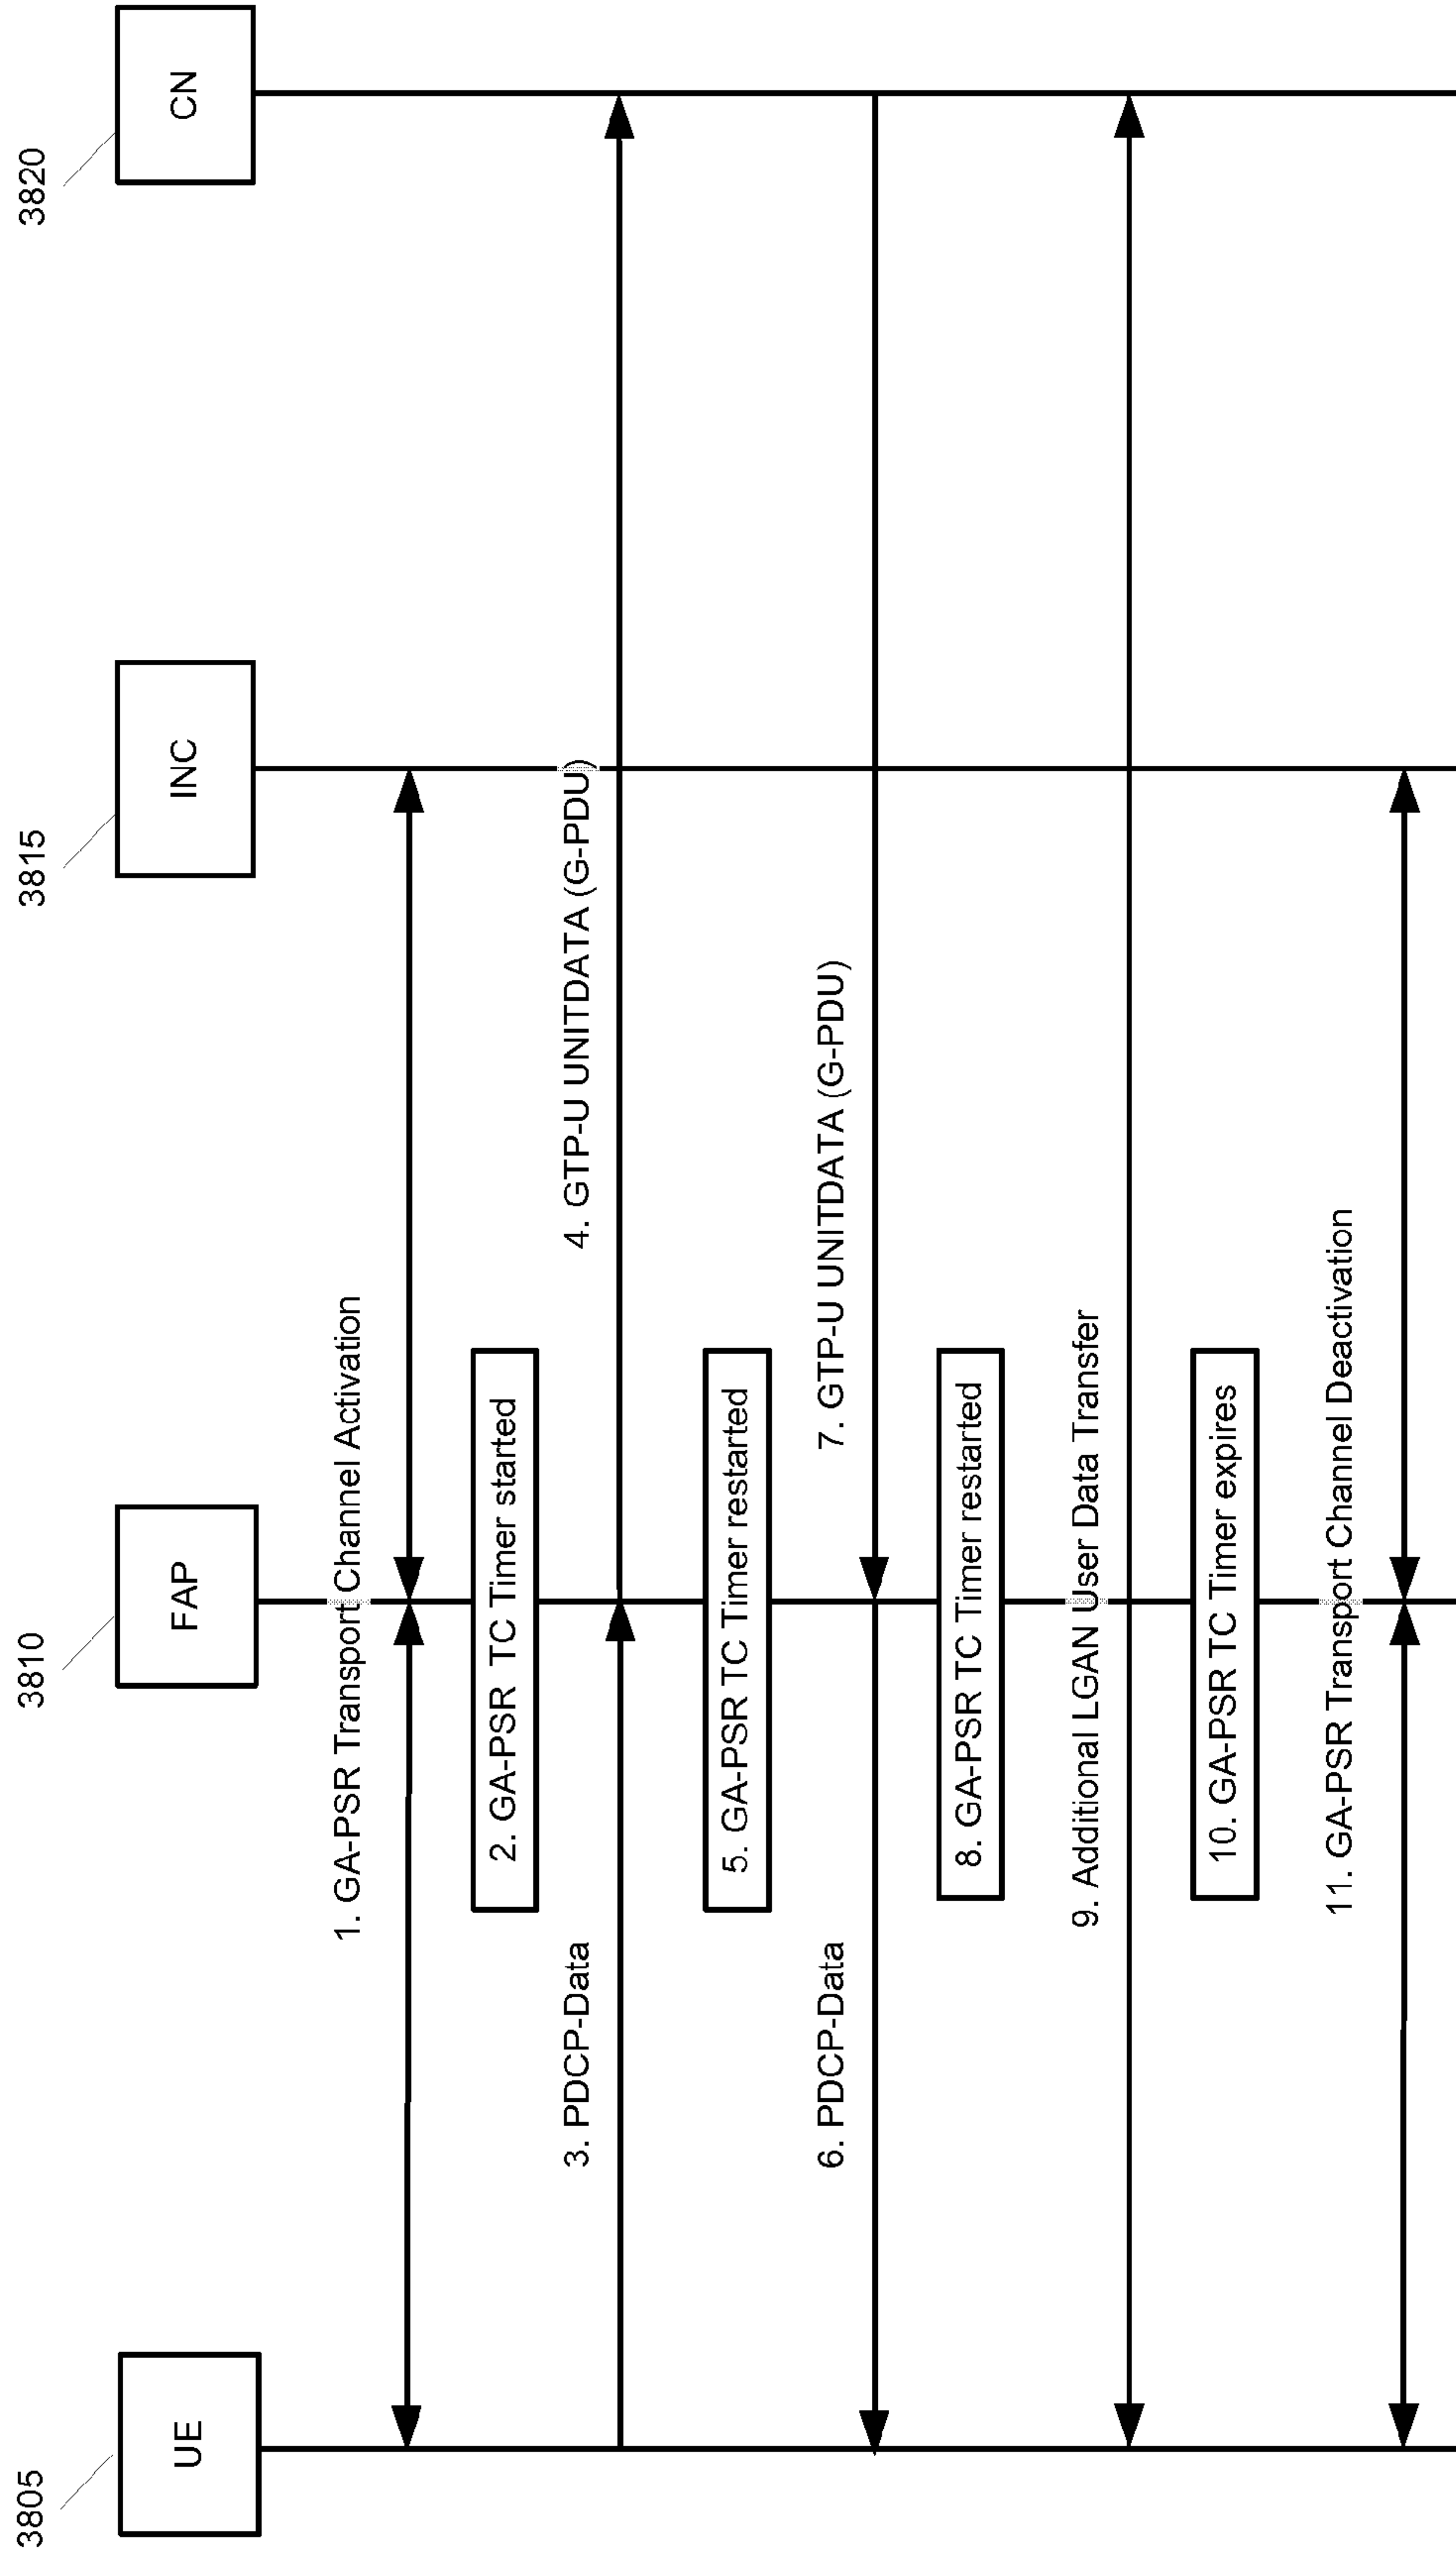 3805
3810
3815
3820
UE
FAP
INC
CN
1. GA-PSR Transport Channel Activation
2. GA-PSR TC Timer started
3. PDCP-Data
4. GTP-U UNITDATA (G-PDU)
5. GA-PSR TC Timer restarted
6. PDCP-Data
7. GTP-U UNITDATA (G-PDU)
8. GA-PSR TC Timer restarted
9. Additional LGAN User Data Transfer
10. GA-PSR TC Timer expires
11. GA-PSR Transport Channel Deactivation